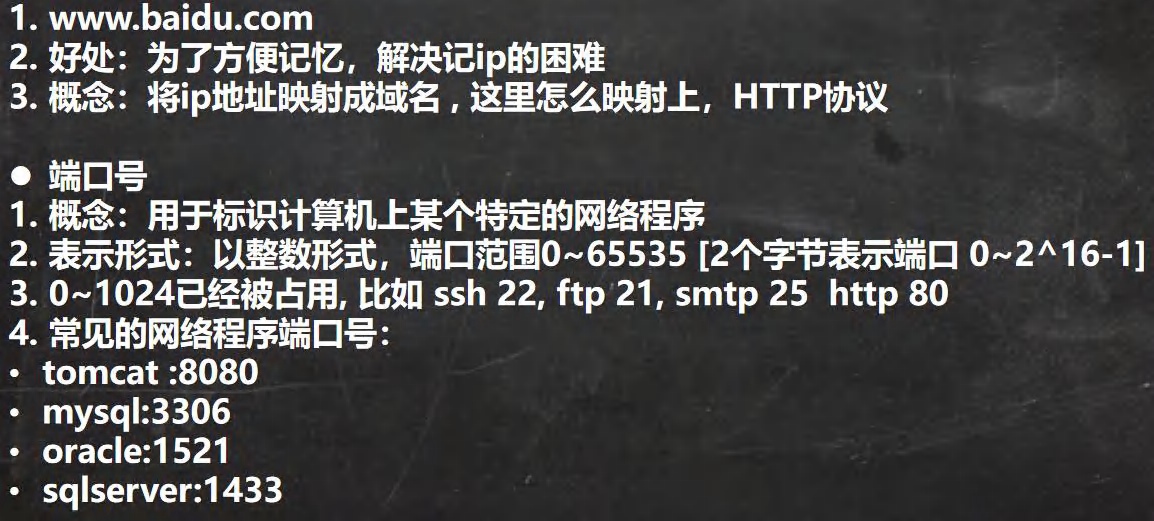 1. www.baidu.com
2. 好处：为了方便记忆，解决记ip的困难
3. 概念：将ip地址映射成域名 , 这里怎么映射上，HTTP协议
● 端口号
1. 概念：用于标识计算机上某个特定的网络程序
2. 表示形式：以整数形式，端口范围0~65535 [2个字节表示端口 0~2^16-1]
3. 0~1024已经被占用, 比如 ssh 22, ftp 21, smtp 25 http 80
4. 常见的网络程序端口号：
• tomcat :8080
• mysql:3306
• oracle:1521
• sqlserver:1433